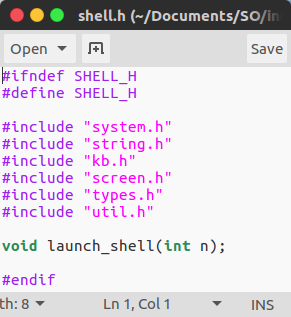 shell.h (~/Documents/SO/in
Open
Save
#ifndef SHELL_H
#define SHELL_H
#include "system.h"
#include "string.h"
#include "kb.h"
#include "screen.h"
#include "types.h"
#include "util.h"
void launch_shell(int n);
#endif
th: 8 Ln 1, Col 1 INS